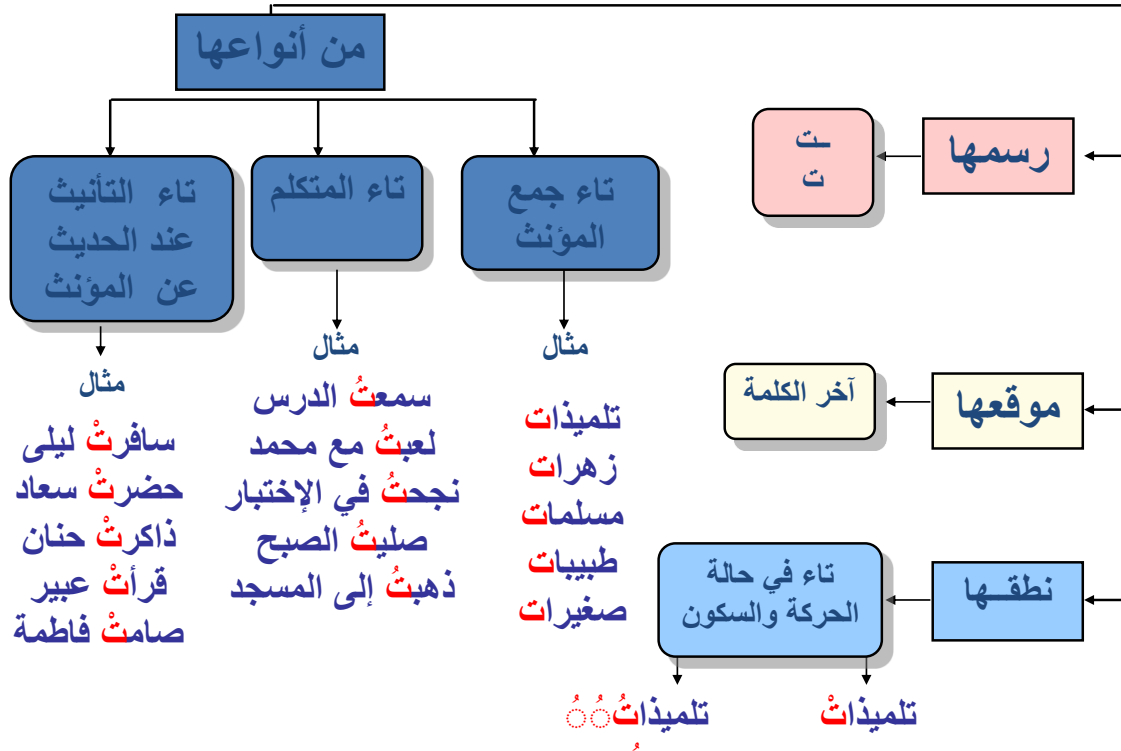 من أنواعها
رسمها
ـت
ت
تاء جمع
المؤنث
تاء المتكلم
تاء التأنيث
عند الحديث
عن المؤنث
مثال
تلميذات
زهرات
مسلمات
طبيبات
صغيرات
مثال
سمعتُ الدرس
لعبتُ مع محمد
نجحتُ في الإختبار
صليتُ الصبح
ذهبتُ إلى المسجد
مثال
سافرتْ ليلى
حضرتْ سعاد
ذاكرتْ حنان
قرأتْ عبير
صامتْ فاطمة
موقعها
آخر الكلمة
نطقــها
تاء في حالة
الحركة والسكون
تلميذاتْ
تلميذاتُ